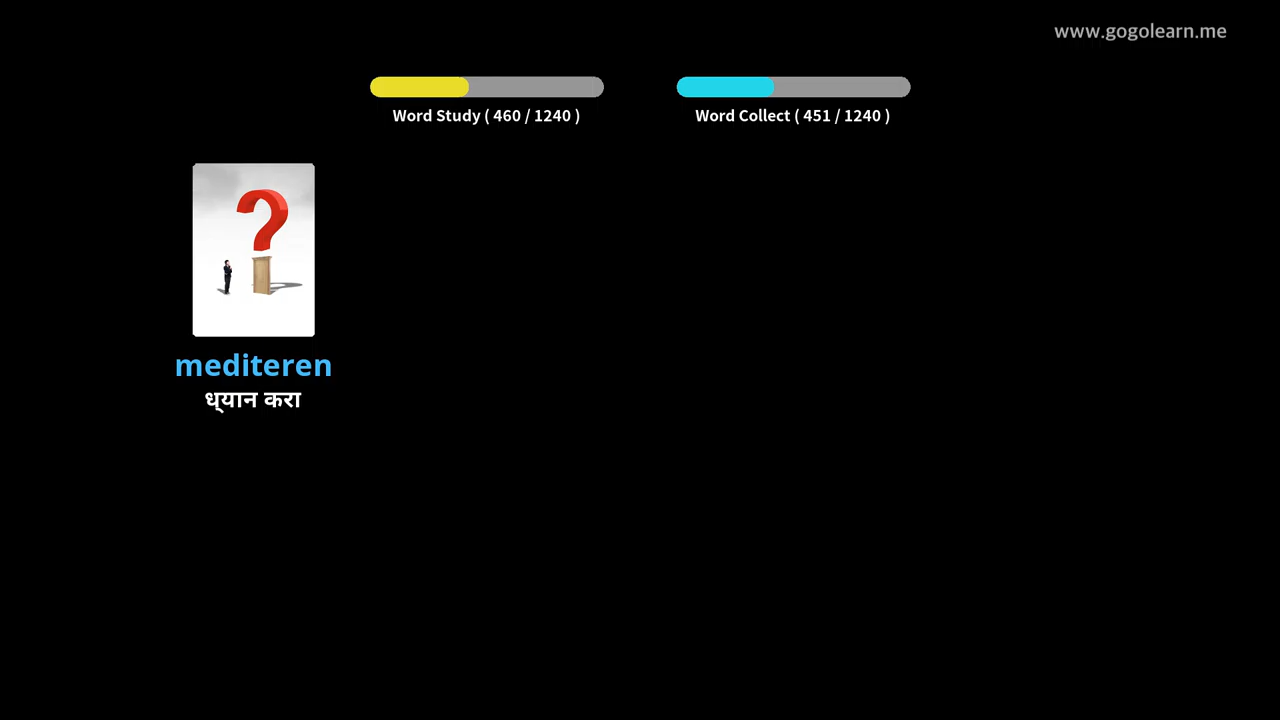 www.gogolearn.me
Word Study ( 460 / 1240 )
Word Collect ( 451 / 1240 )
mediteren
ध्यान करा